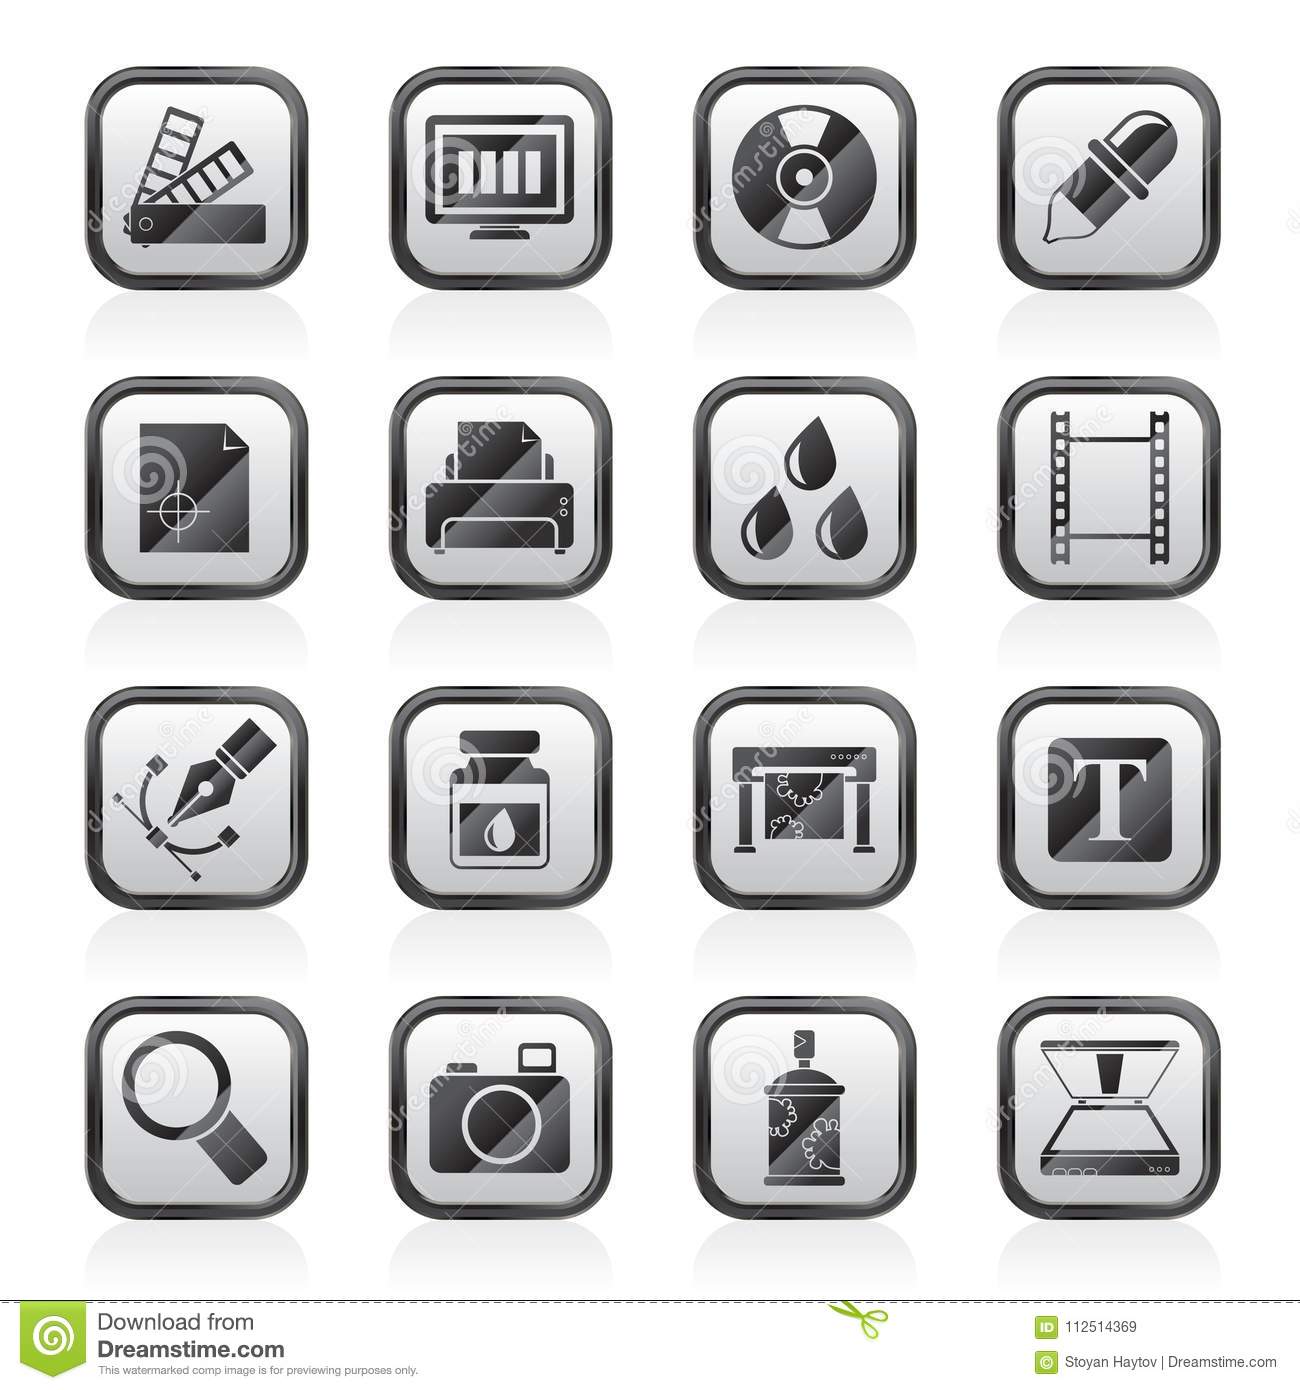 T
Download from
Dreamstime.com
This watermarked comp image is for previewing purposes only.
ID 112514369
© Stoyan Haytov | Dreamstime.com